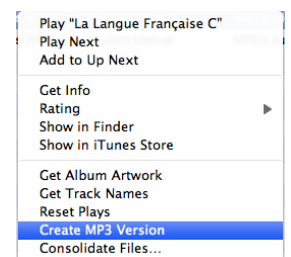 Play “La Langue Française C”
Play Next
Add to Up Next
Get Info
Rating
Show in Finder
Show in iTunes Store
Get Album Artwork
Get Track Names
Reset Plays
Create MP3 Version
Consolidate Files...